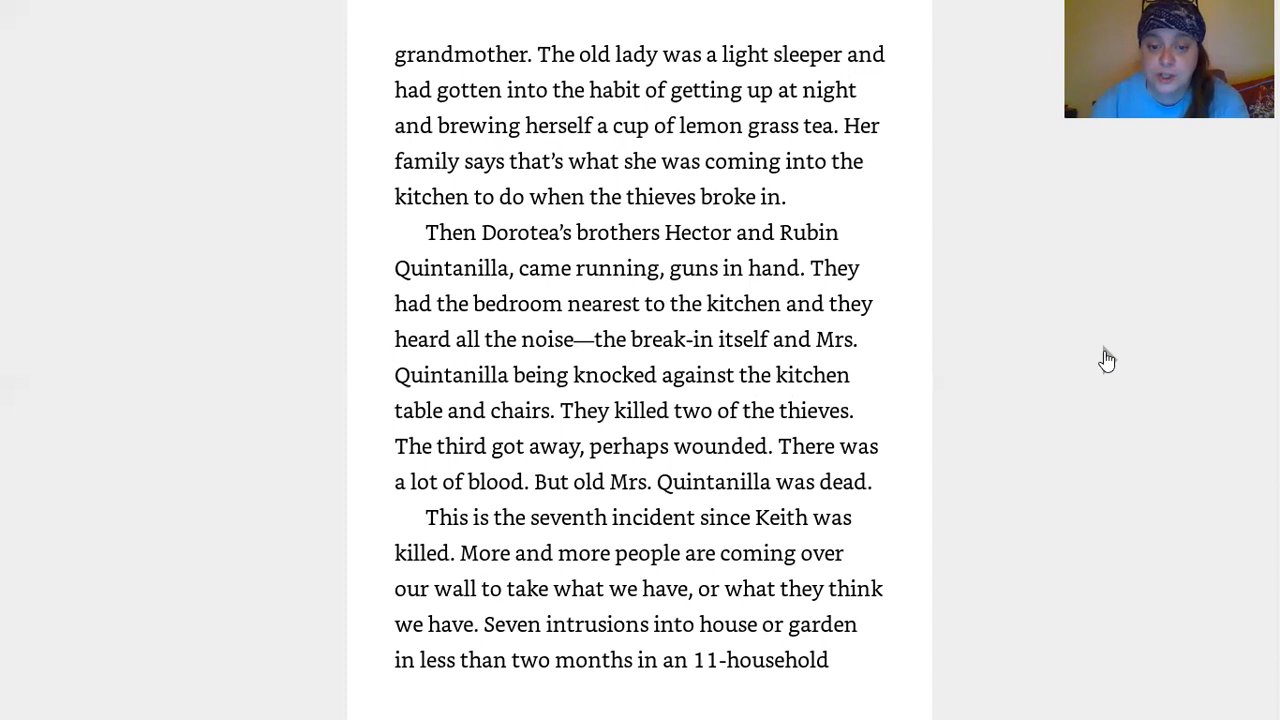 grandmother. The old lady was a light sleeper and
had gotten into the habit of getting up at night
and brewing herself a cup of lemon grass tea. Her
family says that’s what she was coming into the
kitchen to do when the thieves broke in.
Then Dorotea’s brothers Hector and Rubin
Quintanilla, came running, guns in hand. They
had the bedroom nearest to the kitchen and they
heard all the noise—the break-in itself and Mrs.
Quintanilla being knocked against the kitchen
table and chairs. They killed two of the thieves.
The third got away, perhaps wounded. There was
a lot of blood. But old Mrs. Quintanilla was dead.
This is the seventh incident since Keith was
killed. More and more people are coming over
our wall to take what we have, or what they think
we have. Seven intrusions into house or garden
in less than two months in an 11-household